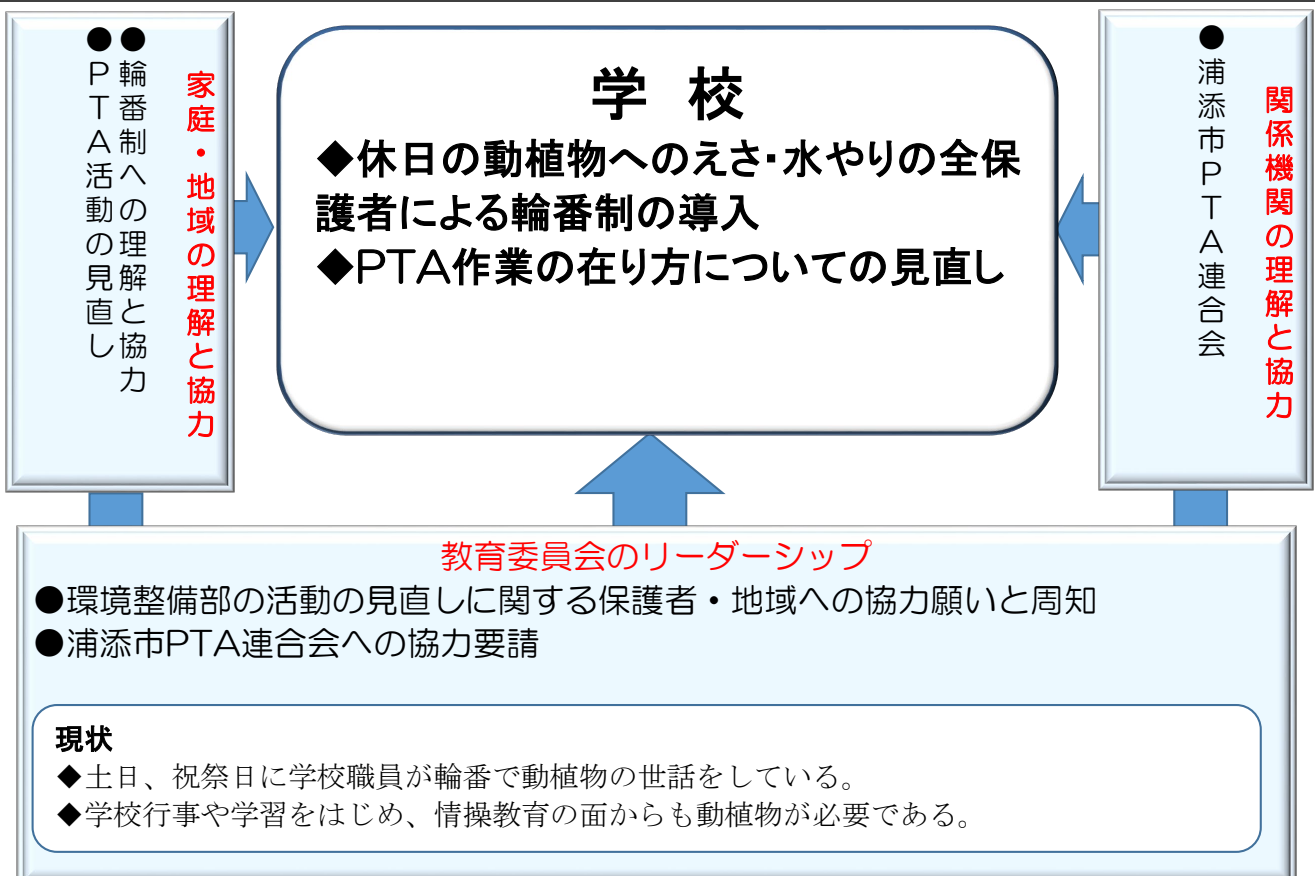 家庭・地域の理解と協力
●輪番制への理解と協力
●PTA活動の見直し
学 校
◆休日の動植物へのえさ・水やりの全保
護者による輪番制の導入
◆PTA作業の在り方についての見直し
関係機関の理解と協力
●浦添市PTA連合会
教育委員会のリーダーシップ
●環境整備部の活動の見直しに関する保護者・地域への協力願いと周知
●浦添市PTA連合会への協力要請
現状
◆土日、祝祭日に学校職員が輪番で動植物の世話をしている。
◆学校行事や学習をはじめ、情操教育の面からも動植物が必要である。